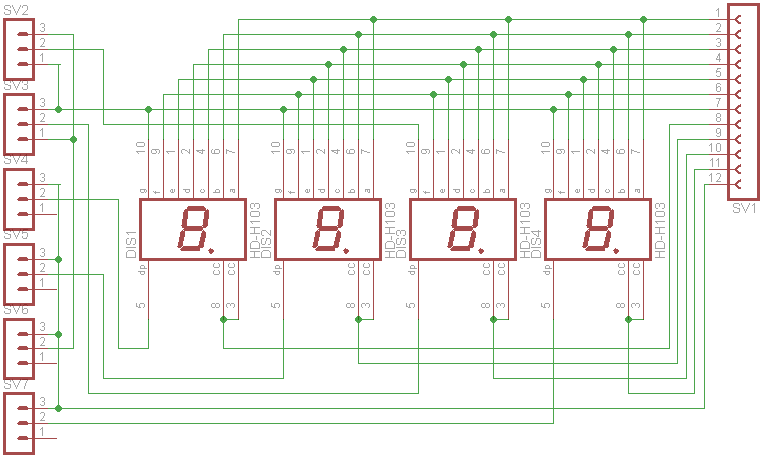 SV2
3
2
1
SV3
3
2
1
SV4
3
2
1
SV5
3
2
1
SV6
3
2
1
SV7
3
2
1
10 9 1 2 4 6 7
g f e d c b a
DIS1
HD-H103
dp CC CC
5 8 3
10 9 1 2 4 6 7
g f e d c b a
DIS2
HD-H103
dp CC CC
5 8 3
10 9 1 2 4 6 7
g f e d c b a
DIS3
HD-H103
dp CC CC
5 8 3
10 9 1 2 4 6 7
g f e d c b a
DIS4
HD-H103
dp CC CC
5 8 3
1
2
3
4
5
6
7
8
9
10
11
12
SV1